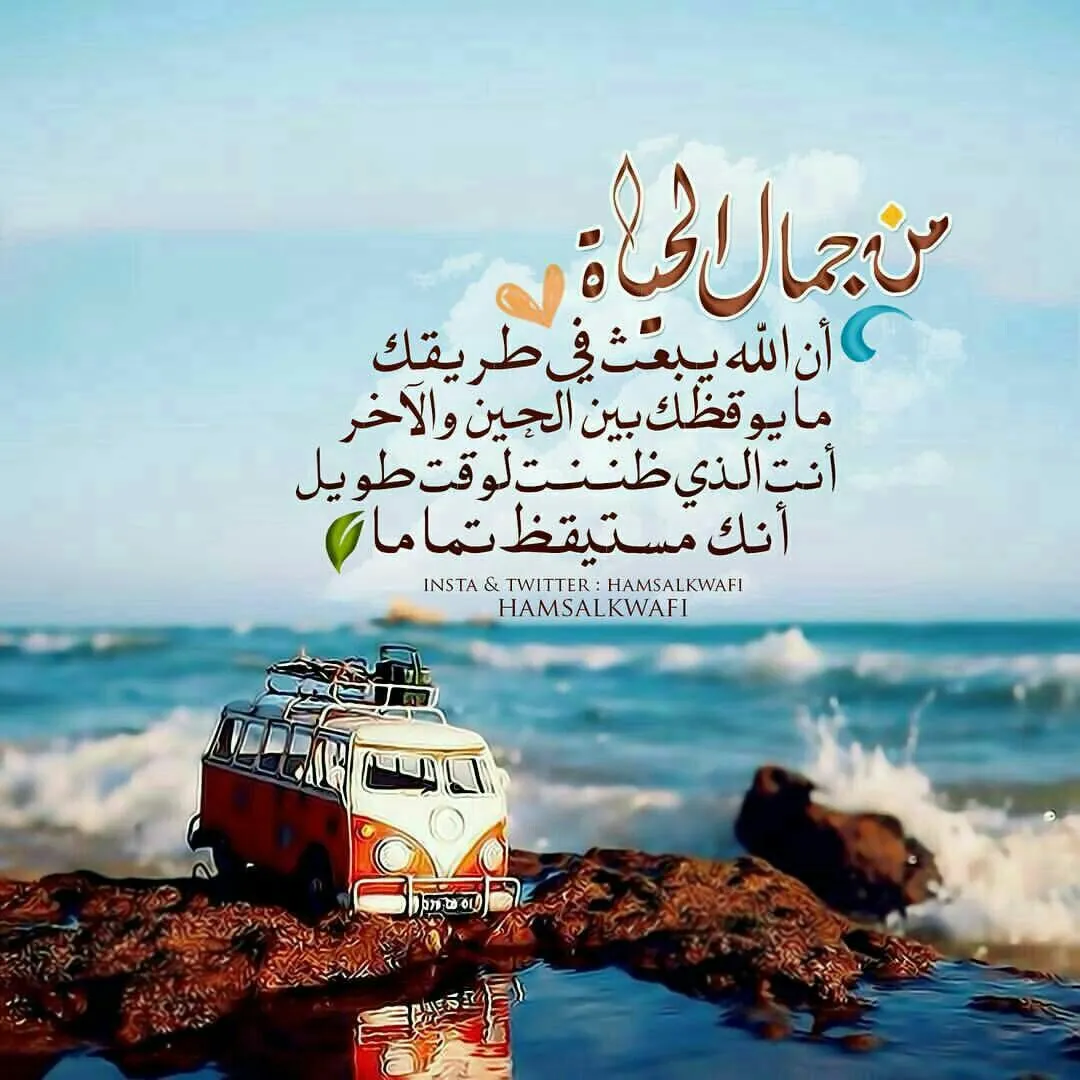 من جمال الحياة
أن الله يبعث في طريقك
ما يوقظك بين الحين والآخر
أنت الذي ظننت لوقت طويل
أنك مستيقظ تماما
INSTA & TWITTER : HAMSALKWAFI
HAMSALKWAFI